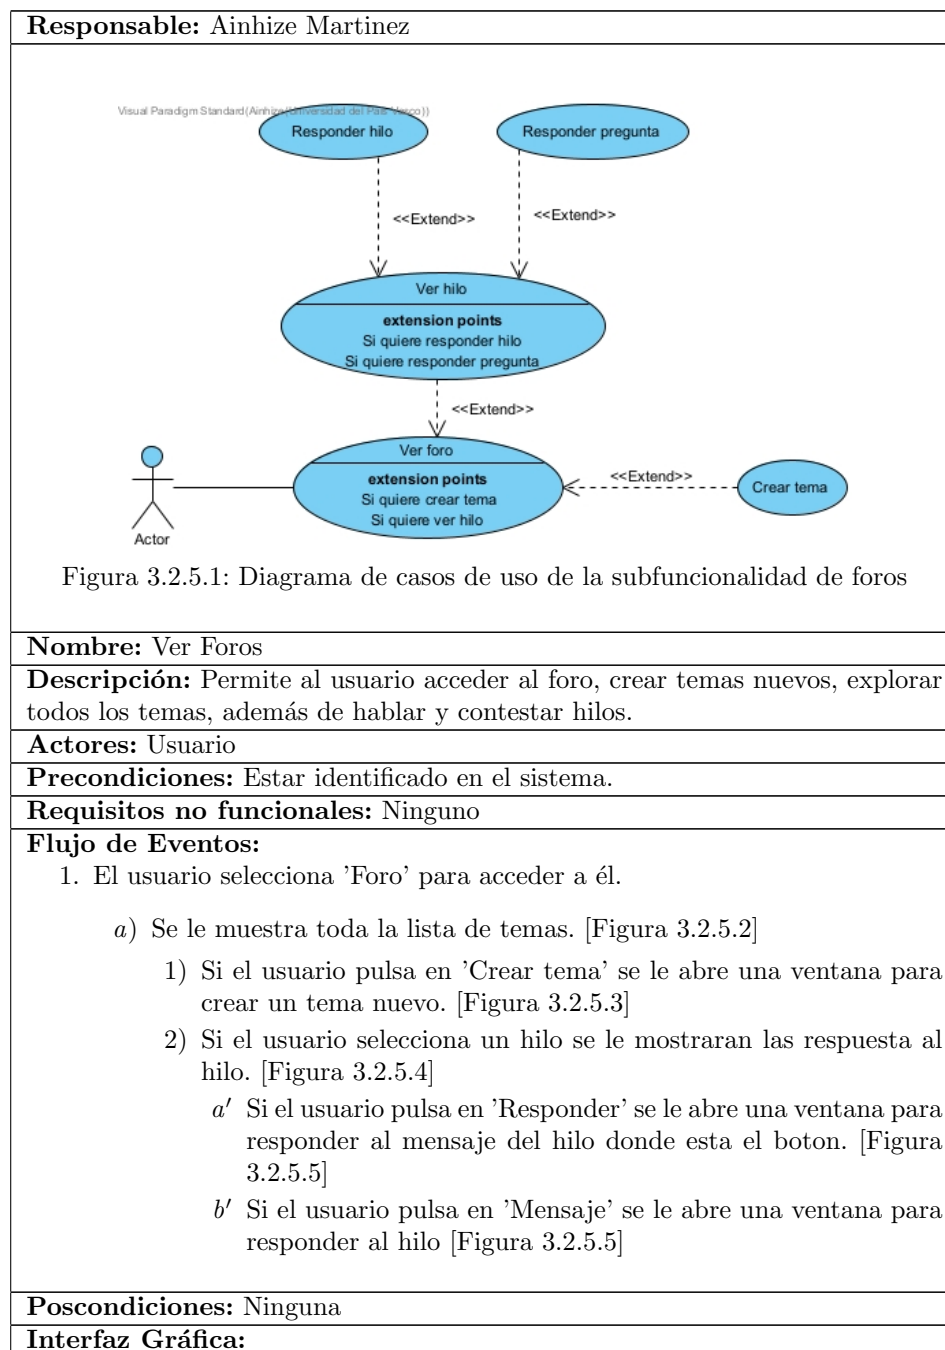 Responsable: Ainhize Martinez
Visual Paradigm Standard(Ainhize(Universidad del Pais Vasco))
Responder hilo
Responder pregunta
<<Extend>>
<<Extend>>
Ver hilo
extension points
Si quiere responder hilo
Si quiere responder pregunta
<<Extend>>
Ver foro
extension points
Si quiere crear tema
Si quiere ver hilo
<<Extend>>
Crear tema
Actor
Figura 3.2.5.1: Diagrama de casos de uso de la subfuncionalidad de foros
Nombre: Ver Foros
Descripción: Permite al usuario acceder al foro, crear temas nuevos, explorar
todos los temas, además de hablar y contestar hilos.
Actores: Usuario
Precondiciones: Estar identificado en el sistema.
Requisitos no funcionales: Ninguno
Flujo de Eventos:
1. El usuario selecciona ’Foro’ para acceder a él.
a) Se le muestra toda la lista de temas. [Figura 3.2.5.2]
1) Si el usuario pulsa en ’Crear tema’ se le abre una ventana para
crear un tema nuevo. [Figura 3.2.5.3]
2) Si el usuario selecciona un hilo se le mostraran las respuesta al
hilo. [Figura 3.2.5.4]
a′ Si el usuario pulsa en ’Responder’ se le abre una ventana para
responder al mensaje del hilo donde esta el boton. [Figura
3.2.5.5]
b′ Si el usuario pulsa en ’Mensaje’ se le abre una ventana para
responder al hilo [Figura 3.2.5.5]
Poscondiciones: Ninguna
Interfaz Gráfica: